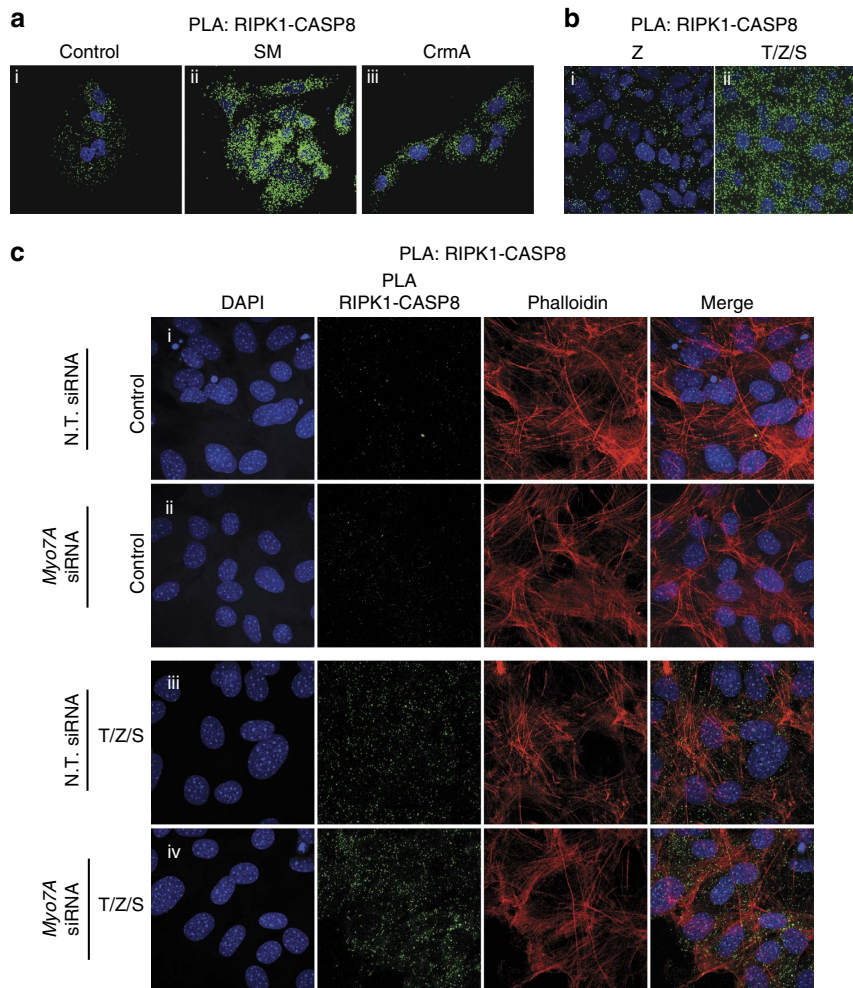 a
PLA: RIPK1-CASP8
Control SM CrmA
i ii iii
b
PLA: RIPK1-CASP8
Z T/Z/S
i ii
c
PLA: RIPK1-CASP8
DAPI PLA RIPK1-CASP8 Phalloidin Merge
N.T. siRNA Control i
Myo7A siRNA Control ii
N.T. siRNA T/Z/S iii
Myo7A siRNA T/Z/S iv